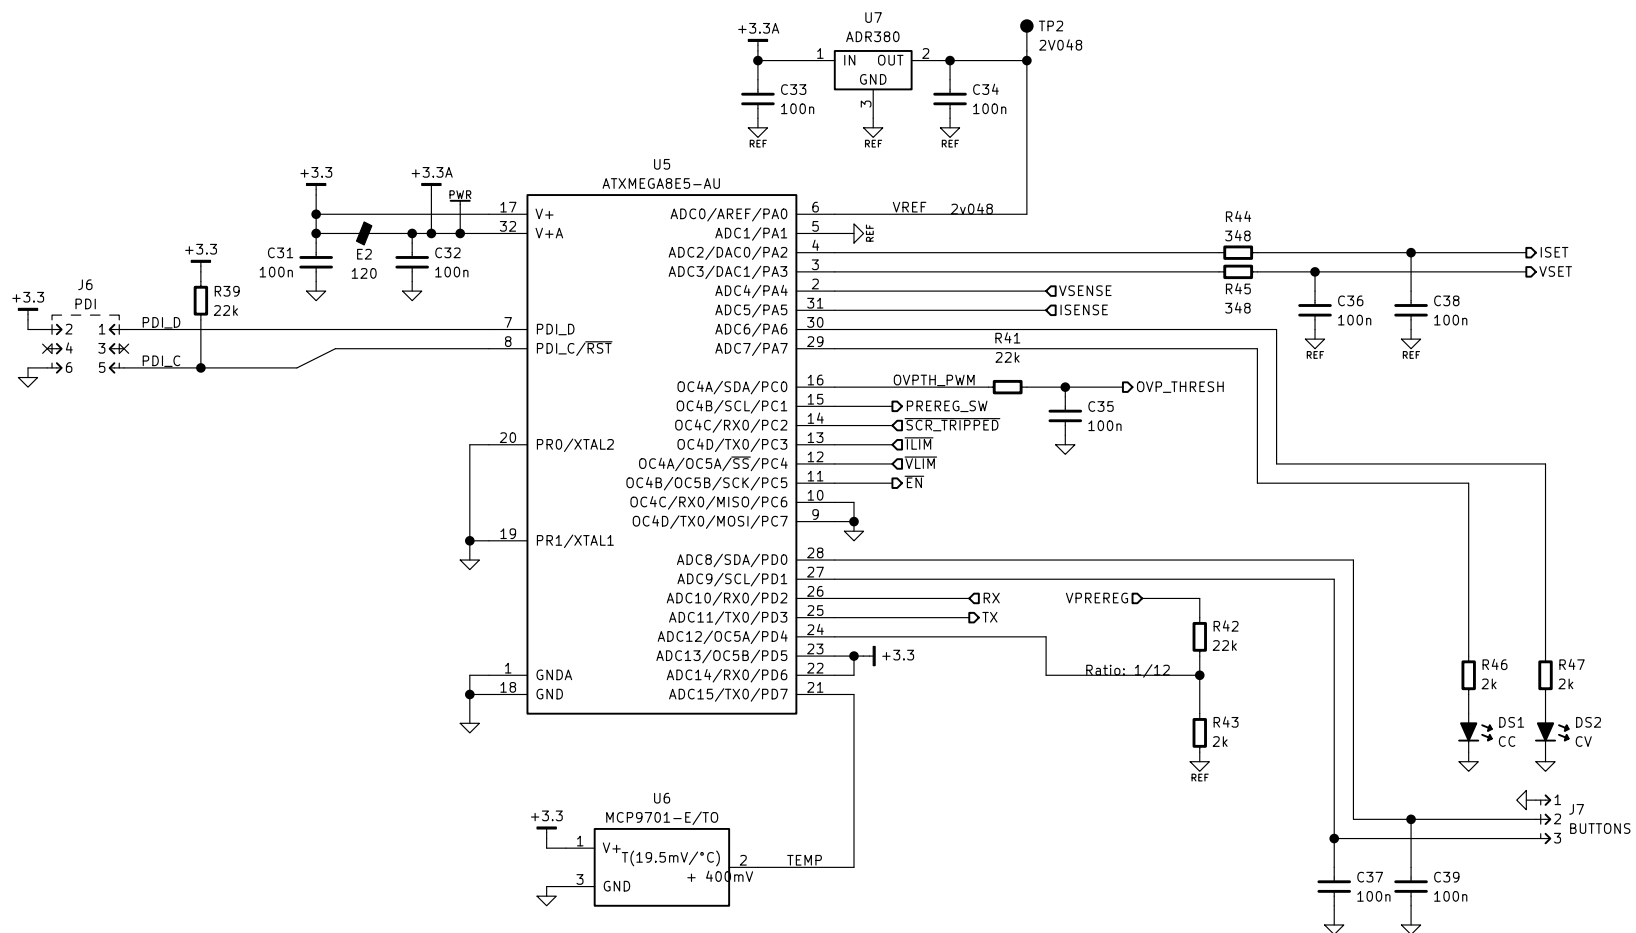 U7
ADR380
+3.3A
1
IN
OUT
2
GND
3
TP2
2V048
C33
100n
C34
100n
REF
REF
REF
U5
ATXMEGA8E5-AU
+3.3
+3.3A
PWR
17
V+
32
V+A
C31
100n
E2
120
C32
100n
+3.3
R39
22k
J6
PDI
+3.3
2
1
PDI_D
7
PDI_D
4
3
8
PDI_C/RST
6
5
PDI_C
20
PR0/XTAL2
19
PR1/XTAL1
1
GNDA
18
GND
ADC0/AREF/PA0
6
VREF
2v048
ADC1/PA1
5
REF
ADC2/DAC0/PA2
4
R44
348
ISET
ADC3/DAC1/PA3
3
R45
348
VSET
ADC4/PA4
2
VSENSE
ADC5/PA5
31
ISENSE
C36
100n
C38
100n
REF
REF
ADC6/PA6
30
ADC7/PA7
29
R41
22k
OC4A/SDA/PC0
16
OVPTH_PWM
OVP_THRESH
C35
100n
OC4B/SCL/PC1
15
PREREG_SW
OC4C/RX0/PC2
14
SCR_TRIPPED
OC4D/TX0/PC3
13
ILIM
OC4A/OC5A/SS/PC4
12
VLIM
OC4B/OC5B/SCK/PC5
11
EN
OC4C/RX0/MISO/PC6
10
OC4D/TX0/MOSI/PC7
9
ADC8/SDA/PD0
28
ADC9/SCL/PD1
27
ADC10/RX0/PD2
26
RX
VPREREG
ADC11/TX0/PD3
25
TX
ADC12/OC5A/PD4
24
R42
22k
ADC13/OC5B/PD5
23
+3.3
ADC14/RX0/PD6
22
Ratio: 1/12
ADC15/TX0/PD7
21
R43
2k
REF
R46
2k
R47
2k
DS1
CC
DS2
CV
U6
MCP9701-E/TO
+3.3
1
V+
T(19.5mV/°C)
+ 400mV
2
TEMP
3
GND
1
2
3
J7
BUTTONS
C37
100n
C39
100n